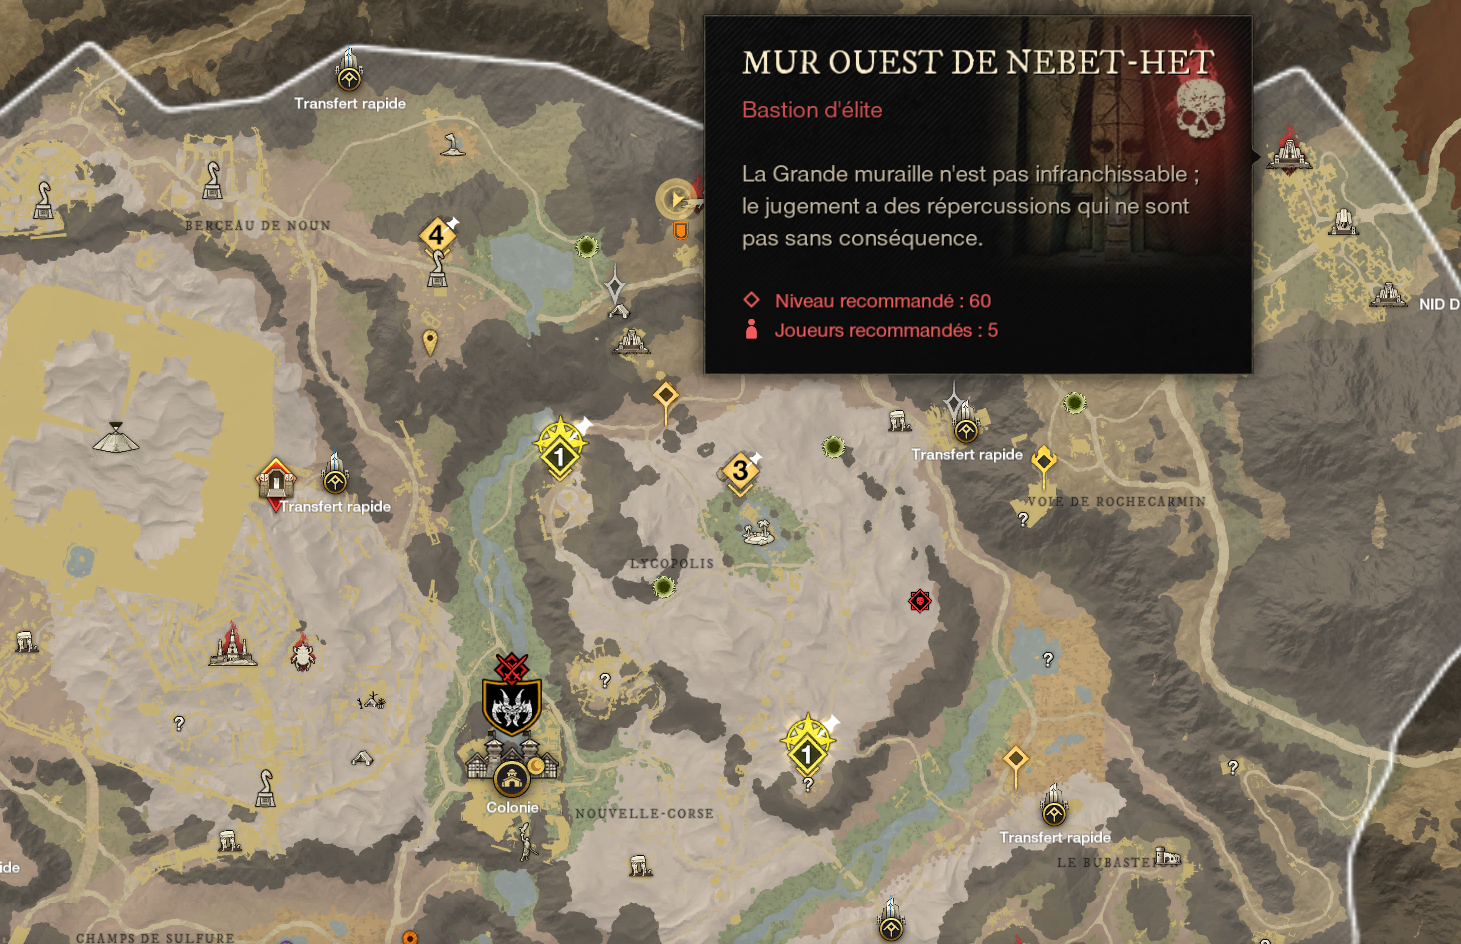 MUR OUEST DE NEBET-HET
Bastion d'élite
La Grande muraille n'est pas infranchissable ;
le jugement a des répercussions qui ne sont
pas sans conséquence.
Niveau recommandé : 60
Joueurs recommandés : 5
Transfert rapide
BERCEAU DE NOUN
4
NID D
1
3
Transfert rapide
Transfert rapide
VOIE DE ROCHECARMIN
?
LYCOPOLIS
?
?
?
1
?
?
Colonie
NOUVELLE-CORSE
Transfert rapide
LE BUBASTE
ide
CHAMPS DE SULFURE
?